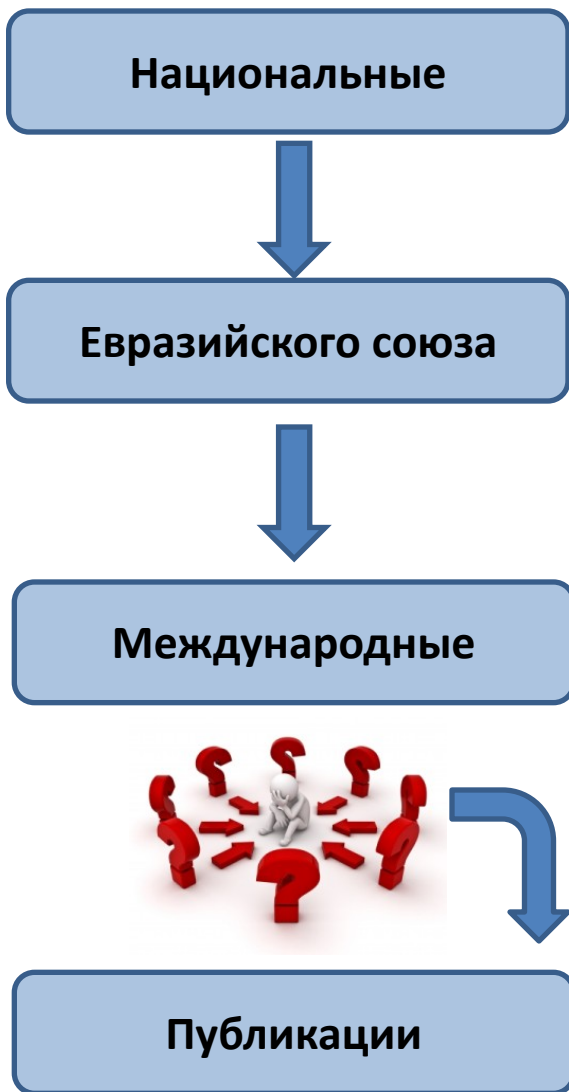 Национальные
Евразийского союза
Международные
Публикации